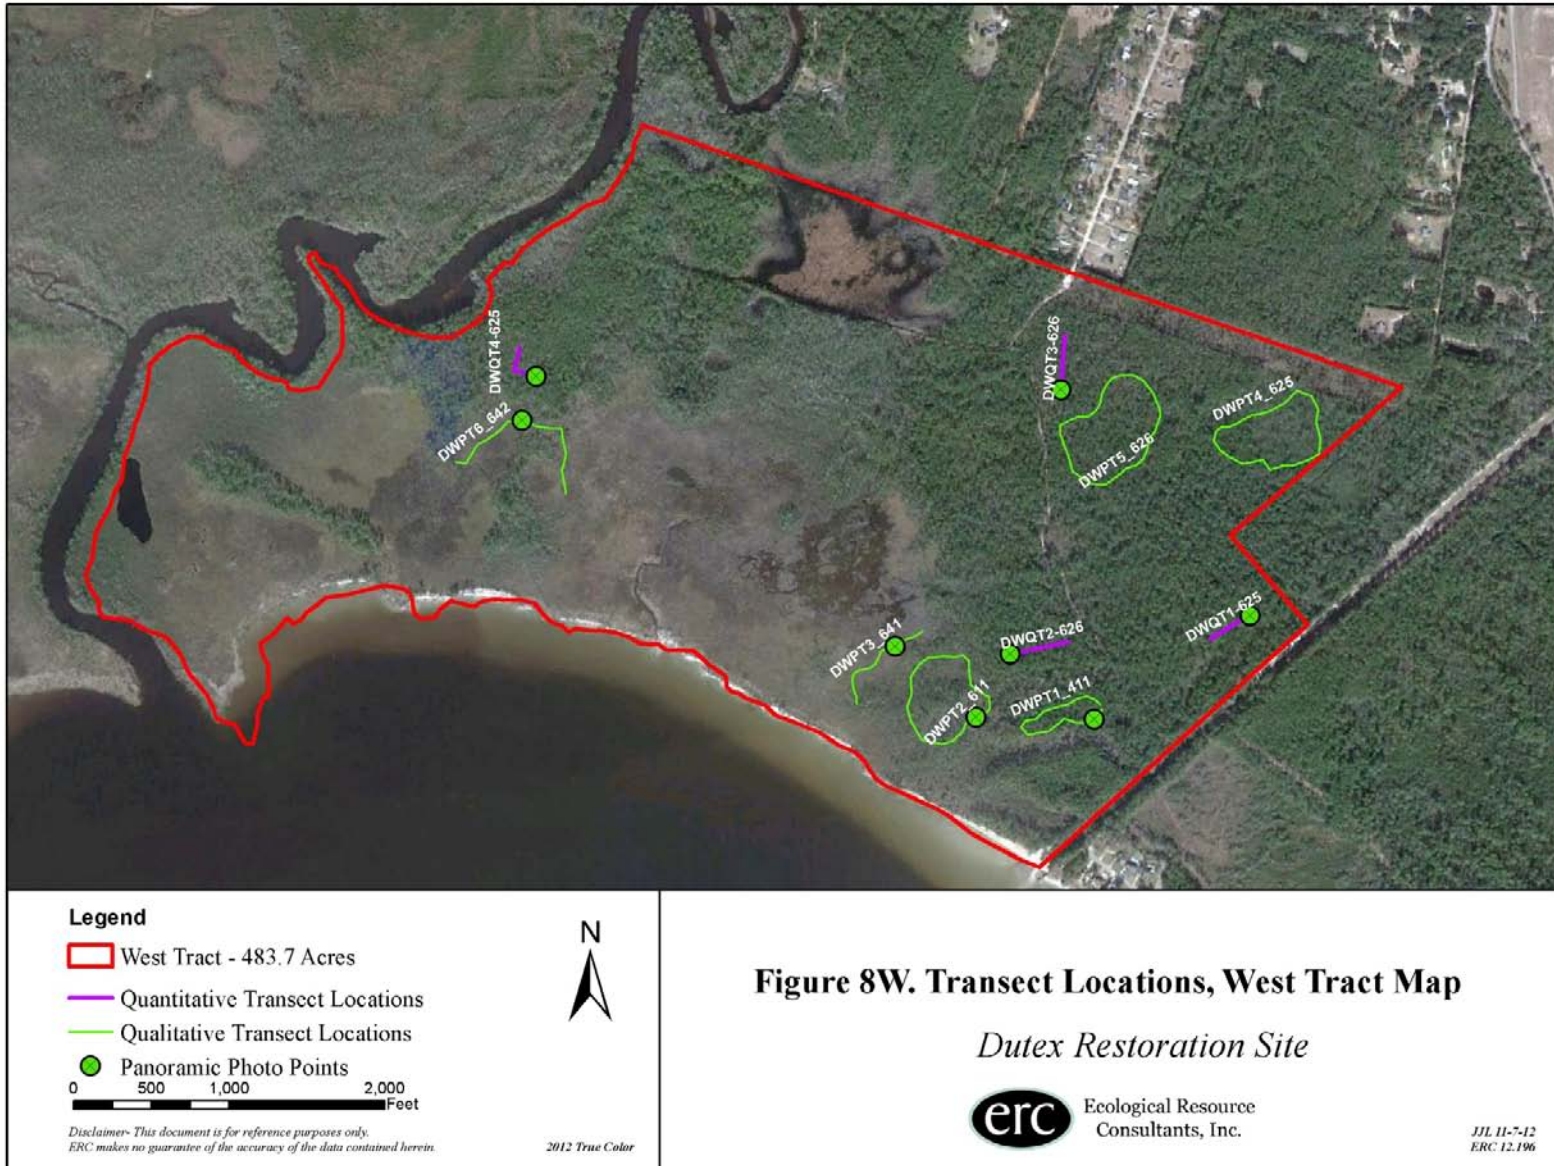 DWQT4-625
DWPT6_642
DWQT3-626
DWPT5_626
DWPT4_625
DWQT1-625
DWQT2-626
DWPT3_641
DWPT2_611
DWPT1_411
Legend
West Tract - 483.7 Acres
Quantitative Transect Locations
Qualitative Transect Locations
Panoramic Photo Points
0 500 1,000 2,000
Feet
N
Disclaimer- This document is for reference purposes only.
ERC makes no guarantee of the accuracy of the data contained herein.
2012 True Color
Figure 8W. Transect Locations, West Tract Map
Dutex Restoration Site
erc
Ecological Resource
Consultants, Inc.
JJL 11-7-12
ERC 12.196